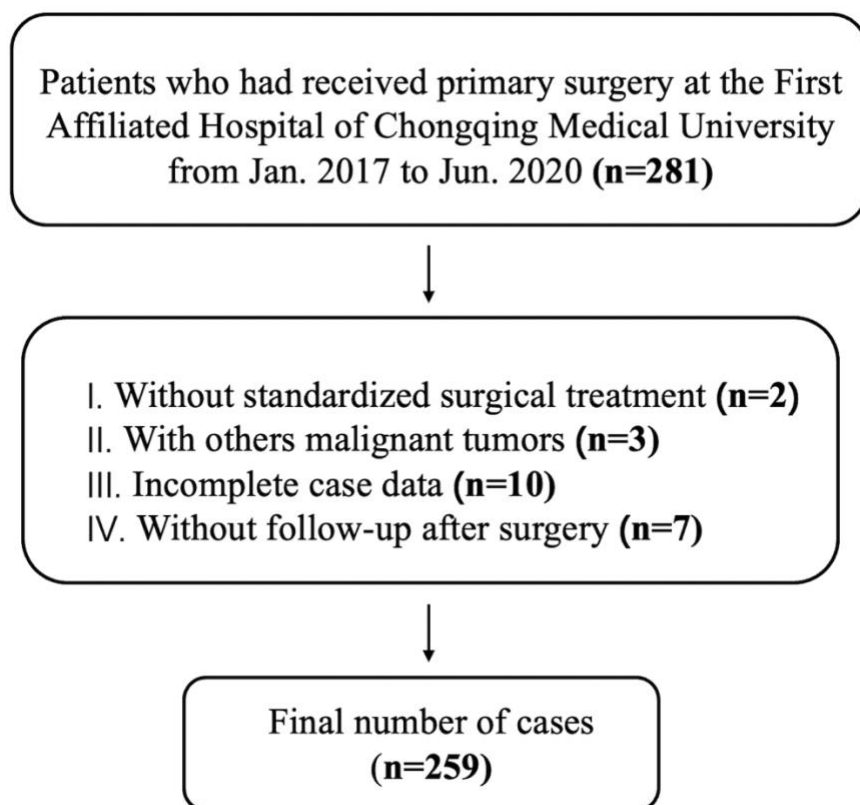 Patients who had received primary surgery at the First
Affiliated Hospital of Chongqing Medical University
from Jan. 2017 to Jun. 2020 (n=281)
I. Without standardized surgical treatment (n=2)
II. With others malignant tumors (n=3)
III. Incomplete case data (n=10)
IV. Without follow-up after surgery (n=7)
Final number of cases
(n=259)